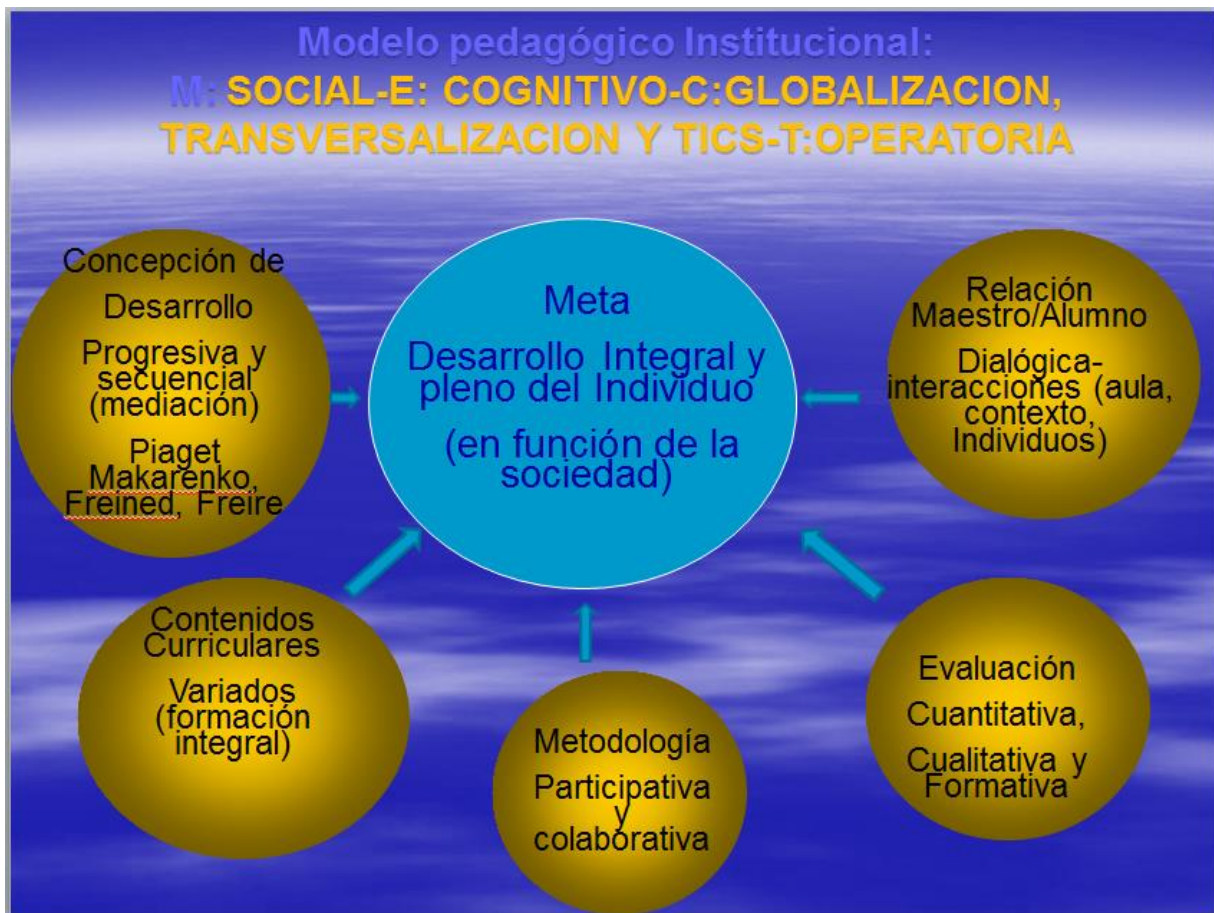 Modelo pedagógico Institucional:
M: SOCIAL-E: COGNITIVO-C:GLOBALIZACION,
TRANSVERSALIZACION Y TICS-T:OPERATORIA
Concepción de
Desarrollo
Progresiva y
secuencial
(mediación)
Piaget
Makarenko,
Freined, Freire
Meta
Desarrollo Integral y
pleno del Individuo
(en función de la
sociedad)
Relación
Maestro/Alumno
Dialógica-
interacciones (aula,
contexto,
Individuos)
Contenidos
Curriculares
Variados
(formación
integral)
Metodología
Participativa
y
colaborativa
Evaluación
Cuantitativa,
Cualitativa y
Formativa